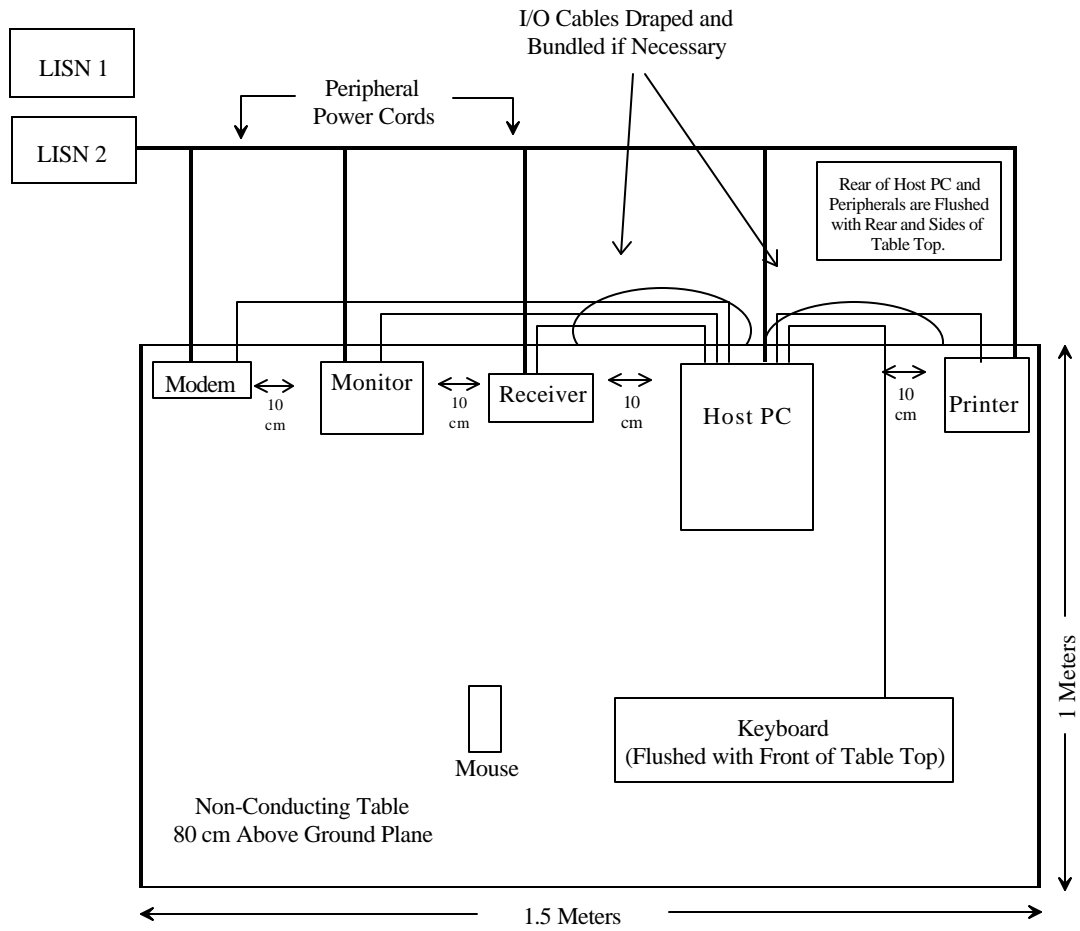 I/O Cables Draped and
Bundled if Necessary
LISN 1
Peripheral
Power Cords
LISN 2
Rear of Host PC and
Peripherals are Flushed
with Rear and Sides of
Table Top.
Modem
10
cm
Monitor
10
cm
Receiver
10
cm
Host PC
10
cm
Printer
1 Meters
Keyboard
(Flushed with Front of Table Top)
Mouse
Non-Conducting Table
80 cm Above Ground Plane
1.5 Meters